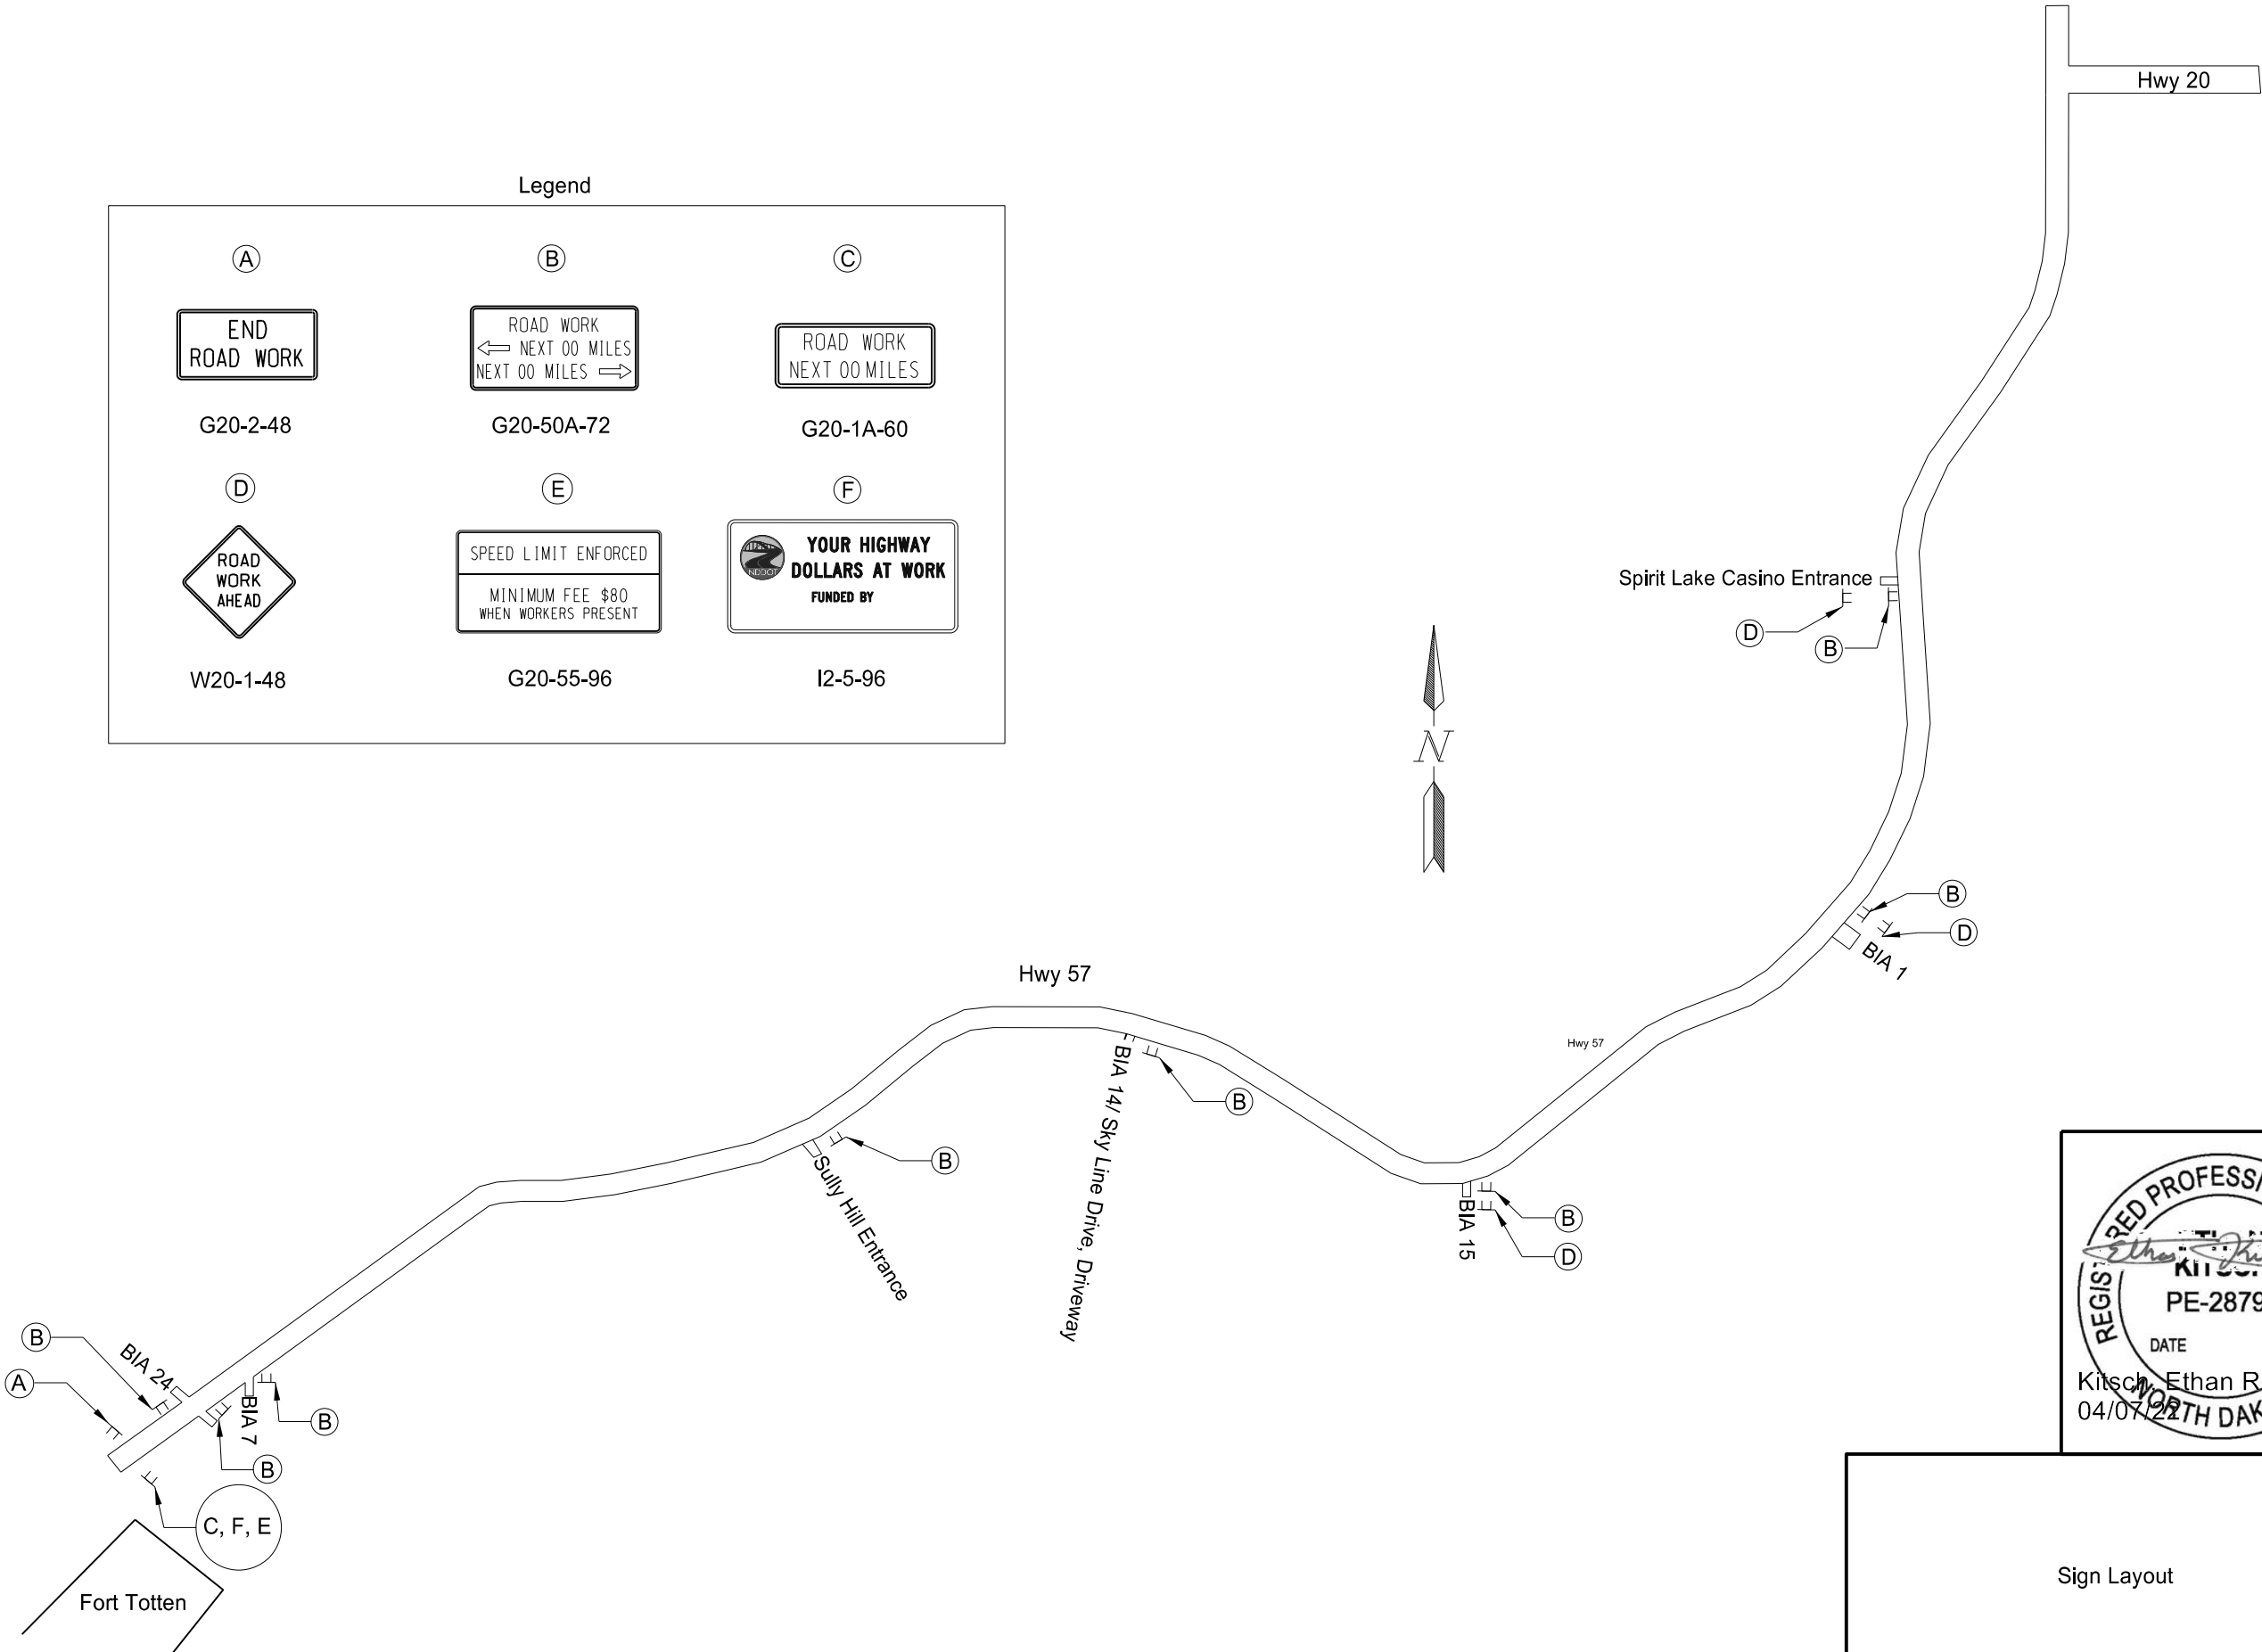 Hwy 20
Legend
A
B
C
END
ROAD WORK
ROAD WORK
NEXT 00 MILES
NEXT 00 MILES
ROAD WORK
NEXT 00 MILES
G20-2-48
G20-50A-72
G20-1A-60
D
E
F
ROAD
WORK
AHEAD
SPEED LIMIT ENFORCED
MINIMUM FEE $80
WHEN WORKERS PRESENT
NDDOT
YOUR HIGHWAY
DOLLARS AT WORK
FUNDED BY
W20-1-48
G20-55-96
I2-5-96
Spirit Lake Casino Entrance
D
B
N
B
D
BIA 1
Hwy 57
Hwy 57
BIA 14/ Sky Line Drive, Driveway
B
B
Sully Hill Entrance
BIA 15
B
D
B
BIA 24
A
BIA 7
B
B
C, F, E
Fort Totten
PE-2879
DATE
Kitsch, Ethan R.
04/07/22
Sign Layout